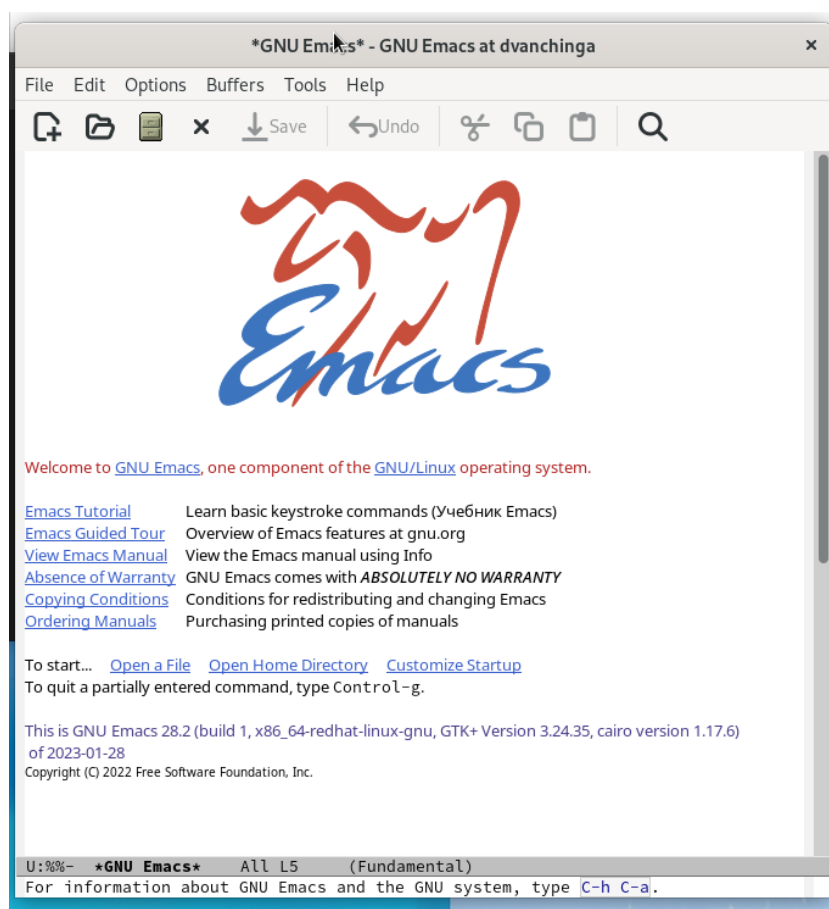 *GNU Emacs* - GNU Emacs at dvanchinga
File Edit Options Buffers Tools Help
Save Undo
Emacs
Welcome to GNU Emacs, one component of the GNU/Linux operating system.
Emacs Tutorial Learn basic keystroke commands (Учебник Emacs)
Emacs Guided Tour Overview of Emacs features at gnu.org
View Emacs Manual View the Emacs manual using Info
Absence of Warranty GNU Emacs comes with ABSOLUTELY NO WARRANTY
Copying Conditions Conditions for redistributing and changing Emacs
Ordering Manuals Purchasing printed copies of manuals
To start... Open a File Open Home Directory Customize Startup
To quit a partially entered command, type Control-g.
This is GNU Emacs 28.2 (build 1, x86_64-redhat-linux-gnu, GTK+ Version 3.24.35, cairo version 1.17.6)
of 2023-01-28
Copyright (C) 2022 Free Software Foundation, Inc.
U:%%- *GNU Emacs* All L5 (Fundamental)
For information about GNU Emacs and the GNU system, type C-h C-a.